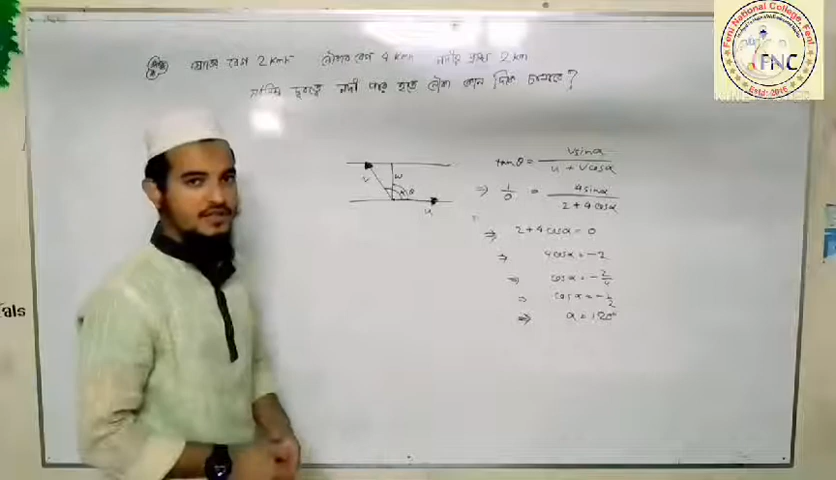 স্রোতের বেগ 2 kmh⁻¹ নৌকার বেগ 4 kmh⁻¹ নদীর প্রস্থ 2 km
দূরত্বে নদী পার হতে নৌকা কোন দিকে চালাবে?
v
w
α
θ
u
tanθ = vsinα / u + vcosα
⇒ 1/0 = 4sinα / 2 + 4cosα
⇒ 2+4cosα = 0
⇒ 4cosα = -2
⇒ cosα = -2/4
⇒ cosα = -1/2
⇒ α = 120°
Feni National College, Feni.
FNC
Estd: 2016
als